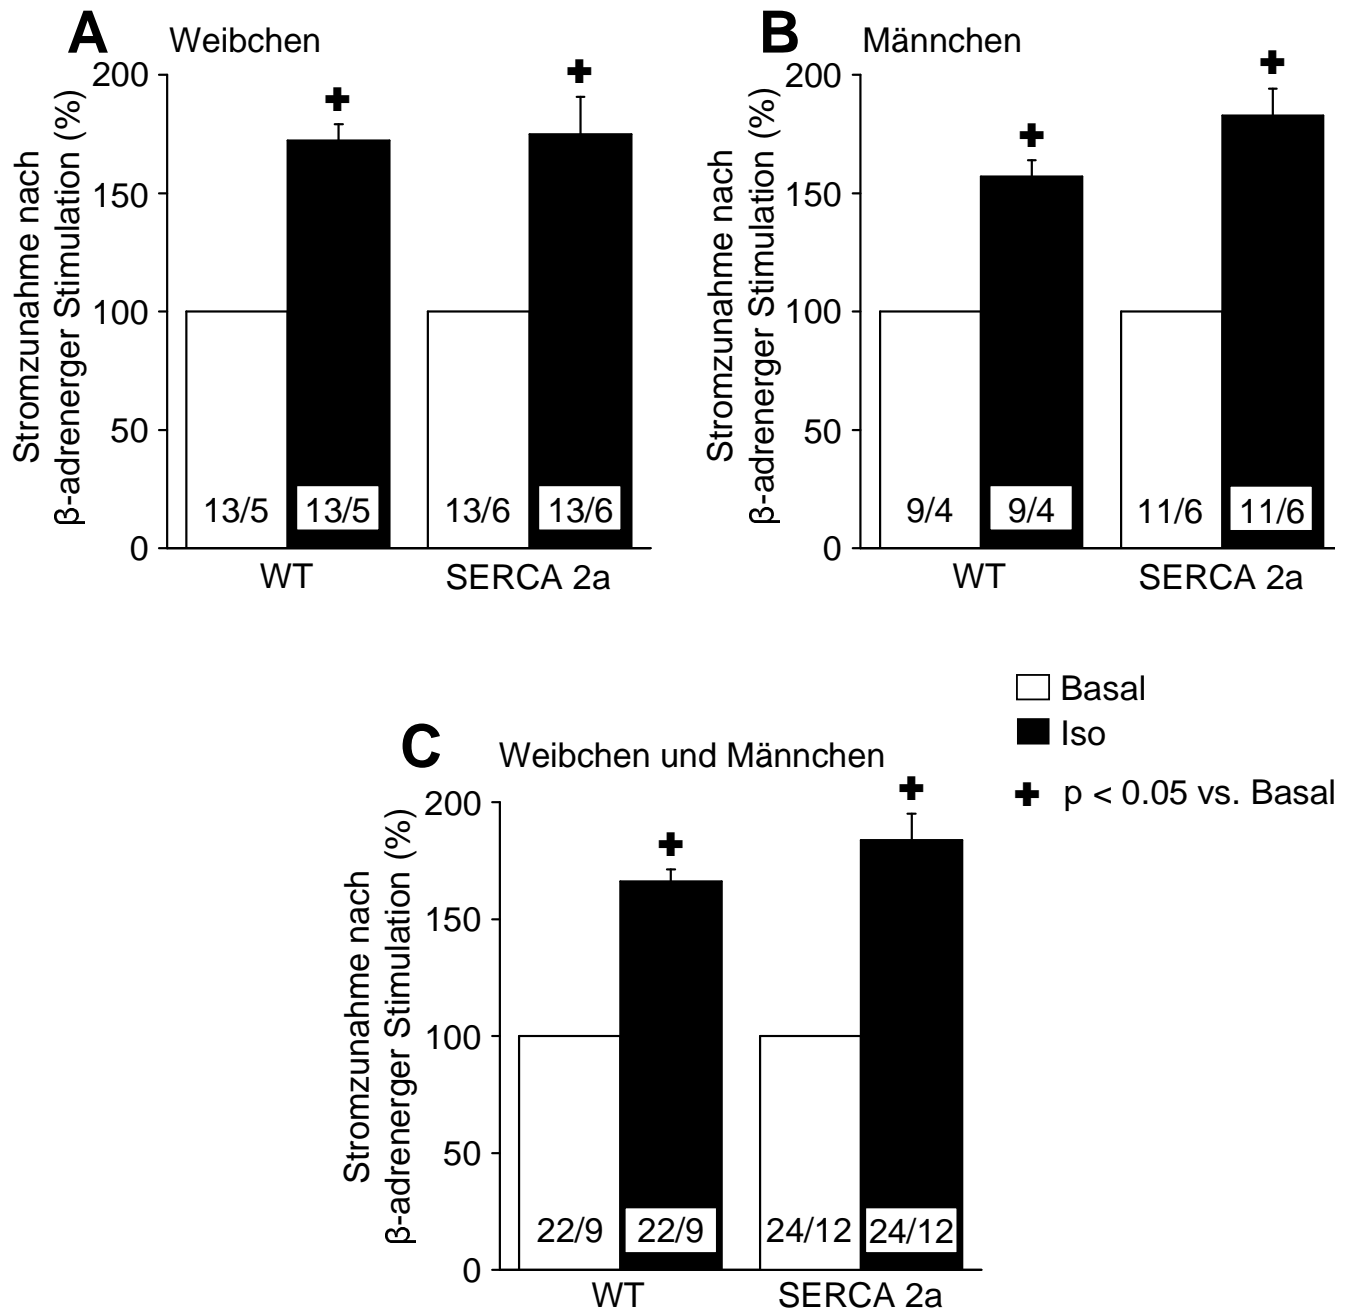 A Weibchen
Stromzunahme nach
β-adrenerger Stimulation (%)
200
150
100
50
0
13/5 13/5 13/6 13/6
WT SERCA 2a
B Männchen
Stromzunahme nach
β-adrenerger Stimulation (%)
200
150
100
50
0
9/4 9/4 11/6 11/6
WT SERCA 2a
Basal
Iso
✚ p < 0.05 vs. Basal
C Weibchen und Männchen
Stromzunahme nach
β-adrenerger Stimulation (%)
200
150
100
50
0
22/9 22/9 24/12 24/12
WT SERCA 2a